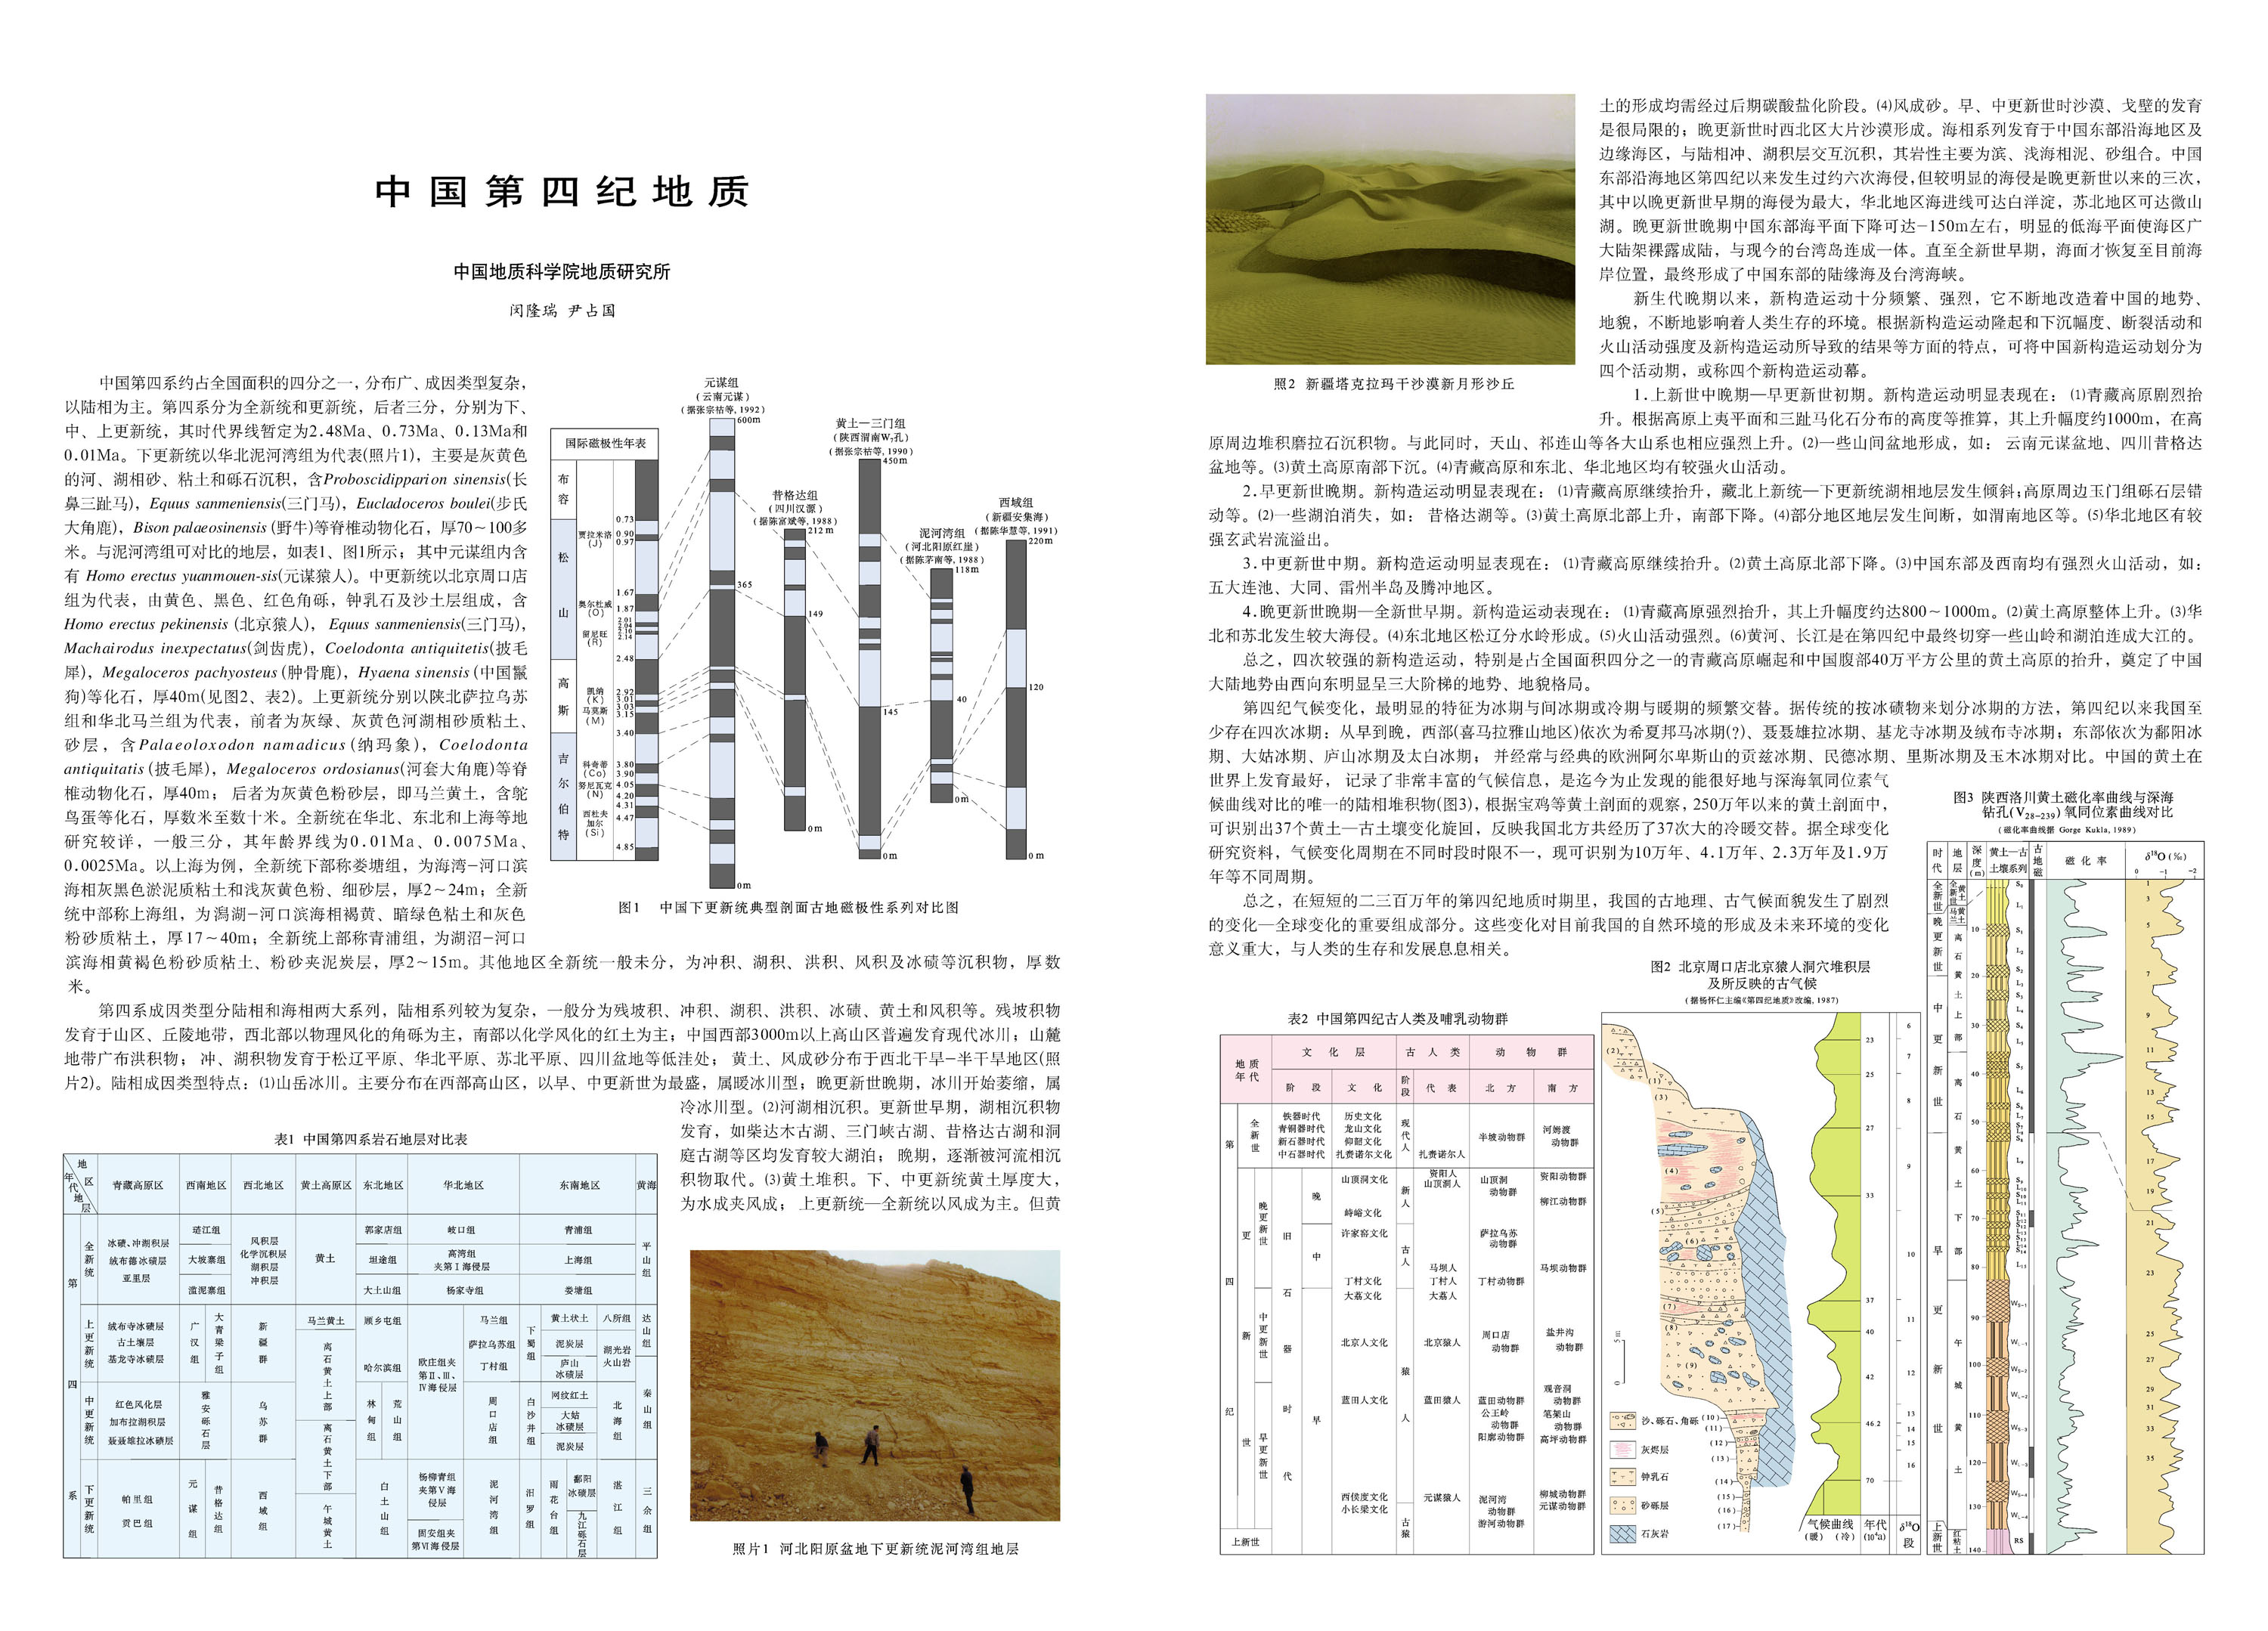 中国第四纪地质
中国地质科学院地质研究所
闵隆瑞 尹占国
中国第四系约占全国面积的四分之一,分布广、成因类型复杂,
以陆相为主。第四系分为全新统和更新统，后者三分，分别为下、
中、上更新统，其时代界线暂定为2.48Ma、0.73Ma、0.13Ma和
0.01Ma。下更新统以华北泥河湾组为代表(照片1)，主要是灰黄色
的河、湖相砂、粘土和砾石沉积，含Proboscidipparion sinensis(长
鼻三趾马)，Equus sanmeniensis(三门马)，Eucladoceros boulei(步氏
大角鹿)，Bison palaeosinensis (野牛)等脊椎动物化石，厚70～100多
米。与泥河湾组可对比的地层，如表1、图1所示；其中元谋组内含
有 Homo erectus yuanmouen-sis(元谋猿人)。中更新统以北京周口店
组为代表，由黄色、黑色、红色角砾，钟乳石及沙土层组成，含
Homo erectus pekinensis (北京猿人)， Equus sanmeniensis(三门马)，
Machairodus inexpectatus(剑齿虎)，Coelodonta antiquitetis(披毛
犀)，Megaloceros pachyosteus (肿骨鹿)，Hyaena sinensis (中国鬣
狗)等化石，厚40m(见图2、表2)。上更新统分别以陕北萨拉乌苏
组和华北马兰组为代表，前者为灰绿、灰黄色河湖相砂质粘土、
砂层，含Palaeoloxodon namadicus (纳玛象)，Coelodonta
antiquitatis (披毛犀)，Megaloceros ordosianus(河套大角鹿)等脊
椎动物化石，厚40m； 后者为灰黄色粉砂层，即马兰黄土，含鸵
鸟蛋等化石，厚数米至数十米。全新统在华北、东北和上海等地
研究较详，一般三分，其年龄界线为0.01Ma、0.0075Ma、
0.0025Ma。以上海为例，全新统下部称娄塘组，为海湾–河口滨
海相灰黑色淤泥质粘土和浅灰黄色粉、细砂层，厚2～24m；全新
统中部称上海组，为潟湖–河口滨海相褐黄、暗绿色粘土和灰色
粉砂质粘土，厚17～40m；全新统上部称青浦组，为湖沼–河口
滨海相黄褐色粉砂质粘土、粉砂夹泥炭层，厚2～15m。其他地区全新统一般未分，为冲积、湖积、洪积、风积及冰碛等沉积物，厚数
米。
第四系成因类型分陆相和海相两大系列，陆相系列较为复杂，一般分为残坡积、冲积、湖积、洪积、冰碛、黄土和风积等。残坡积物
发育于山区、丘陵地带，西北部以物理风化的角砾为主，南部以化学风化的红土为主；中国西部3000m以上高山区普遍发育现代冰川；山麓
地带广布洪积物； 冲、湖积物发育于松辽平原、华北平原、苏北平原、四川盆地等低洼处； 黄土、风成砂分布于西北干旱–半干旱地区(照
片2)。陆相成因类型特点：⑴山岳冰川。主要分布在西部高山区，以早、中更新世为最盛，属暖冰川型；晚更新世晚期，冰川开始萎缩，属
冷冰川型。⑵河湖相沉积。更新世早期，湖相沉积物
发育，如柴达木古湖、三门峡古湖、昔格达古湖和洞
庭古湖等区均发育较大湖泊； 晚期，逐渐被河流相沉
积物取代。⑶黄土堆积。下、中更新统黄土厚度大，
为水成夹风成； 上更新统—全新统以风成为主。但黄
国际磁极性年表
布容
松山
高斯
吉尔伯特
贾拉米洛
(J)
奥尔杜威
(O)
留尼旺
(R)
凯纳
(K)
马莫斯
(M)
科奇蒂
(Co)
努尼瓦克
(N)
西杜夫
加尔
(Si)
0.73
0.90
0.97
1.67
1.87
2.01
2.04
2.10
2.14
2.48
2.92
3.01
3.03
3.15
3.40
3.80
3.90
4.05
4.20
4.31
4.47
4.85
元谋组
(云南元谋)
(据张宗祜等, 1992)
600m
365
0m
昔格达组
(四川汉源)
(据陈富斌等, 1988)
212 m
149
0m
黄土—三门组
(陕西渭南W₇孔)
(据张宗祜等, 1990)
450m
145
0m
泥河湾组
(河北阳原红崖)
(据陈茅南等, 1988)
118m
40
0m
西域组
(新疆安集海)
(据陈华慧等, 1991)
220m
120
0m
图1 中国下更新统典型剖面古地磁极性系列对比图
表1 中国第四系岩石地层对比表
地区
年代
地层
青藏高原区 西南地区 西北地区 黄土高原区 东北地区 华北地区 东南地区 黄海
第四系
全新统
冰碛、冲湖积层
绒布德冰碛层
亚里层
琏江组
大坡寨组
滥泥寨组
风积层
化学沉积层
湖积层
冲积层
黄土
郭家店组
坦途组
大土山组
岐口组
高湾组
夹第Ⅰ海侵层
杨家寺组
青浦组
上海组
娄塘组
平山组
上更新统
绒布寺冰碛层
古土壤层
基龙寺冰碛层
广汉组
大青梁子组
新疆群
马兰黄土
离石黄土上部
顾乡屯组
哈尔滨组
欧庄组夹
第Ⅱ、Ⅲ、
Ⅳ海侵层
马兰组
萨拉乌苏组
丁村组
下蜀组
黄土状土
泥炭层
庐山
冰碛层
八所组
湖光岩
火山岩
达山组
中更新统
红色风化层
加布拉湖积层
聂聂雄拉冰碛层
雅安砾石层
乌苏群
离石黄土下部
林甸组
荒山组
周口店组
白沙井组
网纹红土
大姑
冰碛层
泥炭层
北海组
秦山组
下更新统
帕里组
贡巴组
元谋组
昔格达组
西域组
午城黄土
白土山组
杨柳青组
夹第Ⅴ海
侵层
固安组夹
第Ⅵ海侵层
泥河湾组
汨罗组
雨花台组
鄱阳
冰碛层
九江砾石层
湛江组
三余组
照片1 河北阳原盆地下更新统泥河湾组地层
照2 新疆塔克拉玛干沙漠新月形沙丘
土的形成均需经过后期碳酸盐化阶段。⑷风成砂。早、中更新世时沙漠、戈壁的发育
是很局限的；晚更新世时西北区大片沙漠形成。海相系列发育于中国东部沿海地区及
边缘海区，与陆相冲、湖积层交互沉积，其岩性主要为滨、浅海相泥、砂组合。中国
东部沿海地区第四纪以来发生过约六次海侵,但较明显的海侵是晚更新世以来的三次,
其中以晚更新世早期的海侵为最大，华北地区海进线可达白洋淀，苏北地区可达微山
湖。晚更新世晚期中国东部海平面下降可达–150m左右，明显的低海平面使海区广
大陆架裸露成陆，与现今的台湾岛连成一体。直至全新世早期，海面才恢复至目前海
岸位置，最终形成了中国东部的陆缘海及台湾海峡。
新生代晚期以来，新构造运动十分频繁、强烈，它不断地改造着中国的地势、
地貌，不断地影响着人类生存的环境。根据新构造运动隆起和下沉幅度、断裂活动和
火山活动强度及新构造运动所导致的结果等方面的特点，可将中国新构造运动划分为
四个活动期，或称四个新构造运动幕。
1.上新世中晚期—早更新世初期。新构造运动明显表现在： ⑴青藏高原剧烈抬
升。根据高原上夷平面和三趾马化石分布的高度等推算，其上升幅度约1000m，在高
原周边堆积磨拉石沉积物。与此同时，天山、祁连山等各大山系也相应强烈上升。⑵一些山间盆地形成，如： 云南元谋盆地、四川昔格达
盆地等。⑶黄土高原南部下沉。⑷青藏高原和东北、华北地区均有较强火山活动。
2.早更新世晚期。新构造运动明显表现在： ⑴青藏高原继续抬升，藏北上新统—下更新统湖相地层发生倾斜;高原周边玉门组砾石层错
动等。⑵一些湖泊消失，如： 昔格达湖等。⑶黄土高原北部上升，南部下降。⑷部分地区地层发生间断，如渭南地区等。⑸华北地区有较
强玄武岩流溢出。
3.中更新世中期。新构造运动明显表现在： ⑴青藏高原继续抬升。⑵黄土高原北部下降。⑶中国东部及西南均有强烈火山活动，如：
五大连池、大同、雷州半岛及腾冲地区。
4.晚更新世晚期—全新世早期。新构造运动表现在： ⑴青藏高原强烈抬升，其上升幅度约达800～1000m。⑵黄土高原整体上升。⑶华
北和苏北发生较大海侵。⑷东北地区松辽分水岭形成。⑸火山活动强烈。⑹黄河、长江是在第四纪中最终切穿一些山岭和湖泊连成大江的。
总之，四次较强的新构造运动，特别是占全国面积四分之一的青藏高原崛起和中国腹部40万平方公里的黄土高原的抬升，奠定了中国
大陆地势由西向东明显呈三大阶梯的地势、地貌格局。
第四纪气候变化，最明显的特征为冰期与间冰期或冷期与暖期的频繁交替。据传统的按冰碛物来划分冰期的方法，第四纪以来我国至
少存在四次冰期：从早到晚，西部(喜马拉雅山地区)依次为希夏邦马冰期(?)、聂聂雄拉冰期、基龙寺冰期及绒布寺冰期；东部依次为鄱阳冰
期、大姑冰期、庐山冰期及太白冰期； 并经常与经典的欧洲阿尔卑斯山的贡兹冰期、民德冰期、里斯冰期及玉木冰期对比。中国的黄土在
世界上发育最好， 记录了非常丰富的气候信息，是迄今为止发现的能很好地与深海氧同位素气
候曲线对比的唯一的陆相堆积物(图3)，根据宝鸡等黄土剖面的观察，250万年以来的黄土剖面中，
可识别出37个黄土—古土壤变化旋回，反映我国北方共经历了37次大的冷暖交替。据全球变化
研究资料，气候变化周期在不同时段时限不一，现可识别为10万年、4.1万年、2.3万年及1.9万
年等不同周期。
总之，在短短的二三百万年的第四纪地质时期里，我国的古地理、古气候面貌发生了剧烈
的变化—全球变化的重要组成部分。这些变化对目前我国的自然环境的形成及未来环境的变化
意义重大，与人类的生存和发展息息相关。
表2 中国第四纪古人类及哺乳动物群
地质年代 文化层 古人类 动物群
阶段 文化 阶段 代表 北方 南方
第四纪
全新世
铁器时代
青铜器时代
新石器时代
中石器时代
历史文化
龙山文化
仰韶文化
扎赉诺尔文化
现代人
扎赉诺尔人
半坡动物群
河姆渡
动物群
更新世
晚更新世
中更新世
早更新世
旧石器时代
晚
中
早
山顶洞文化
峙峪文化
许家窑文化
丁村文化
大荔文化
北京人文化
蓝田人文化
西侯度文化
小长梁文化
新人
古人
猿人
古猿
资阳人
山顶洞人
马坝人
丁村人
大荔人
北京猿人
蓝田猿人
元谋猿人
山顶洞
动物群
萨拉乌苏
动物群
丁村动物群
周口店
动物群
蓝田动物群
公王岭
动物群
阳廓动物群
泥河湾
动物群
游河动物群
资阳动物群
柳江动物群
马坝动物群
盐井沟
动物群
观音洞
动物群
笔架山
动物群
高坪动物群
柳城动物群
元谋动物群
上新世
图2 北京周口店北京猿人洞穴堆积层
及所反映的古气候
(据杨怀仁主编《第四纪地质》改编, 1987)
(2)
(1)
(3)
(4)
(5)
(6)
(7)
(8)
(9)
(10)
(11)
(12)
(13)
(14)
(15)
(16)
(17)
5m
0
沙、砾石、角砾
灰烬层
钟乳石
砂砾层
石灰岩
23
25
27
33
37
40
42
46.2
70
6
7
8
9
10
11
12
13
14
15
16
气候曲线
(暖) (冷)
年代
(10⁴a)
δ¹⁸O
段
图3 陕西洛川黄土磁化率曲线与深海
钻孔(V₂₈₋₂₃₉) 氧同位素曲线对比
(磁化率曲线据 Gorge Kukla, 1989)
时代 地层 深度(m) 黄土—古土壤系列 古地磁 磁化率 δ¹⁸O (‰)
0 -1 -2
全新世
晚更新世
中更新世
早更新世
上新世
全新世黄土
马兰黄土
离石黄土上部
离石黄土下部
午城黄土
红粘土
10
20
30
40
50
60
70
80
90
100
110
120
130
140
S₀
L₁
S₁
L₂
S₂
RS
1
3
5
7
9
11
13
15
17
19
21
23
25
27
29
31
33
35